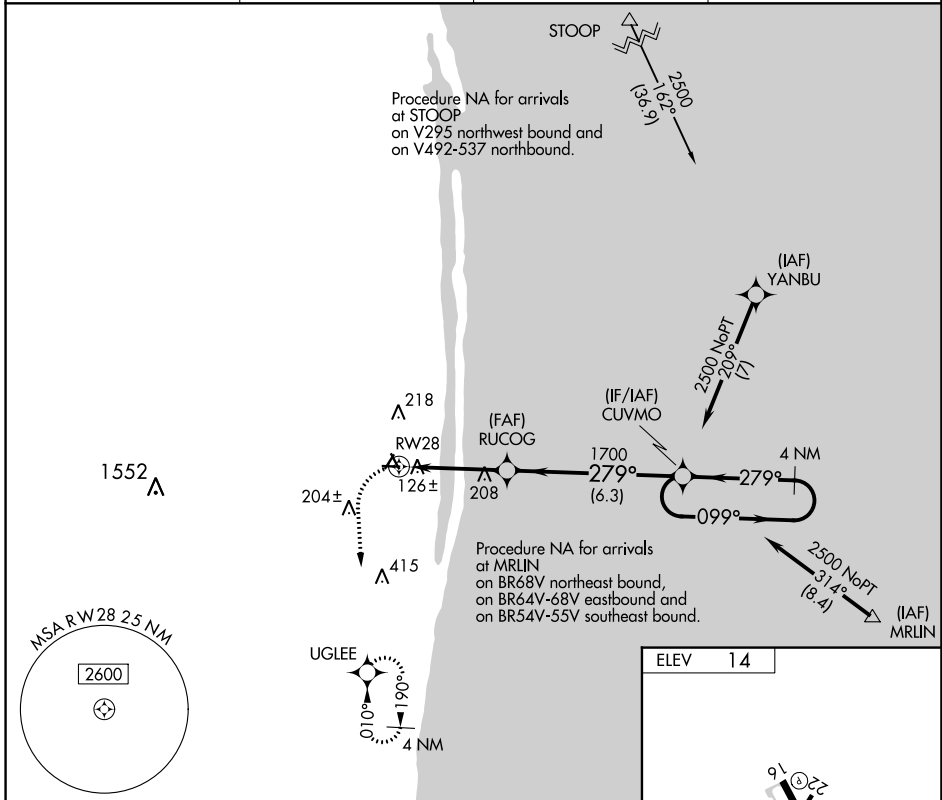 STOOP
2500
162°
(36.9)
Procedure NA for arrivals
at STOOP
on V295 northwest bound and
on V492-537 northbound.
(IAF)
YANBU
2500 NoPT
209°
(7)
(IF/IAF)
CUVMO
(FAF)
RUCOG
218
RW28
1700
279°
(6.3)
4 NM
279°
099°
1552
204±
126±
208
415
Procedure NA for arrivals
at MRLIN
on BR68V northeast bound,
on BR64V-68V eastbound and
on BR54V-55V southeast bound.
2500 NoPT
314°
(8.4)
(IAF)
MRLIN
MSA RW28 25 NM
2600
UGLEE
010°
190°
4 NM
ELEV 14
16
22
P